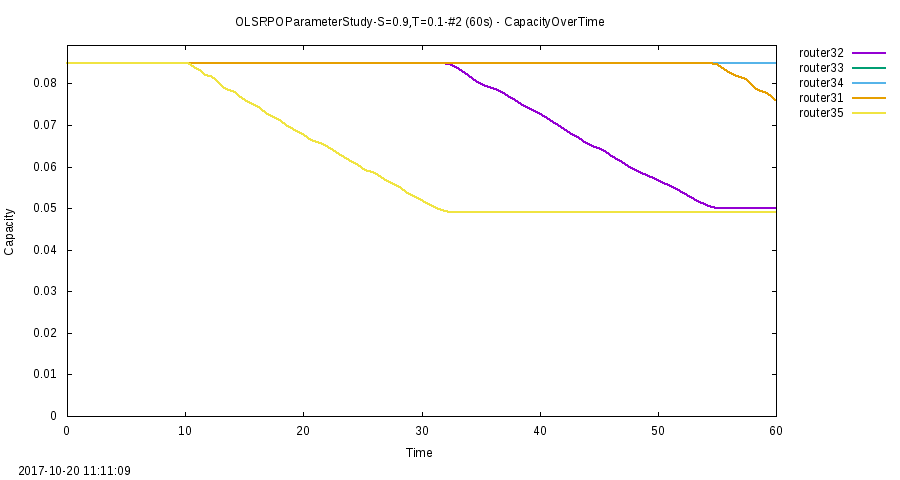 OLSRPOParameterStudy-S=0.9,T=0.1-#2 (60s) - CapacityOverTime
router32
router33
router34
router31
router35
0.08
0.07
0.06
0.05
0.04
0.03
0.02
0.01
0
Capacity
0 10 20 30 40 50 60
Time
2017-10-20 11:11:09